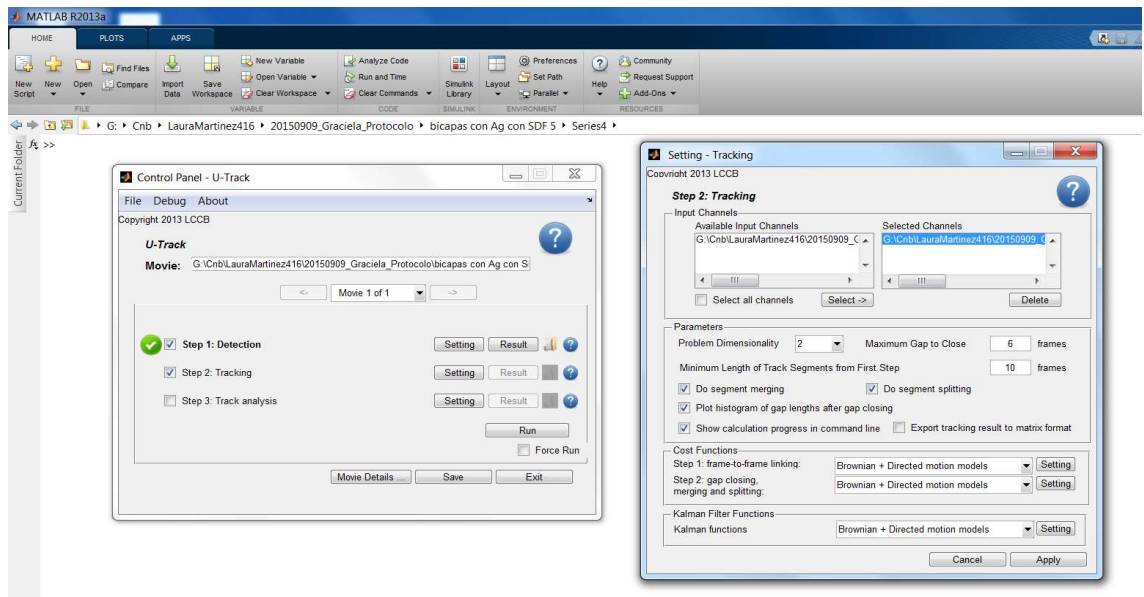 MATLAB R2013a
HOME PLOTS APPS
New Script
New
Open
Find Files
Compare
Import Data
Save Workspace
New Variable
Open Variable
Clear Workspace
Analyze Code
Run and Time
Clear Commands
Simulink Library
Layout
Preferences
Set Path
Parallel
Help
Community
Request Support
Add-Ons
FILE VARIABLE CODE SIMULINK ENVIRONMENT RESOURCES
G: Cnb LauraMartinez416 20150909_Graciela_Protocolo bicapas con Ag con SDF 5 Series4
Current Folder
fx >>
Control Panel - U-Track
File Debug About
Copyright 2013 LCCB
U-Track
Movie: G:\Cnb\LauraMartinez416\20150909_Graciela_Protocolo\bicapas con Ag con S
<- Movie 1 of 1 ->
Step 1: Detection Setting Result
Step 2: Tracking Setting Result
Step 3: Track analysis Setting Result
Run
Force Run
Movie Details ... Save Exit
Setting - Tracking
Copyright 2013 LCCB
Step 2: Tracking
Input Channels
Available Input Channels Selected Channels
G:\Cnb\LauraMartinez416\20150909_G G:\Cnb\LauraMartinez416\20150909_G
Select all channels Select -> Delete
Parameters
Problem Dimensionality 2 Maximum Gap to Close 6 frames
Minimum Length of Track Segments from First Step 10 frames
Do segment merging Do segment splitting
Plot histogram of gap lengths after gap closing
Show calculation progress in command line Export tracking result to matrix format
Cost Functions
Step 1: frame-to-frame linking: Brownian + Directed motion models Setting
Step 2: gap closing, merging and splitting: Brownian + Directed motion models Setting
Kalman Filter Functions
Kalman functions Brownian + Directed motion models Setting
Cancel Apply